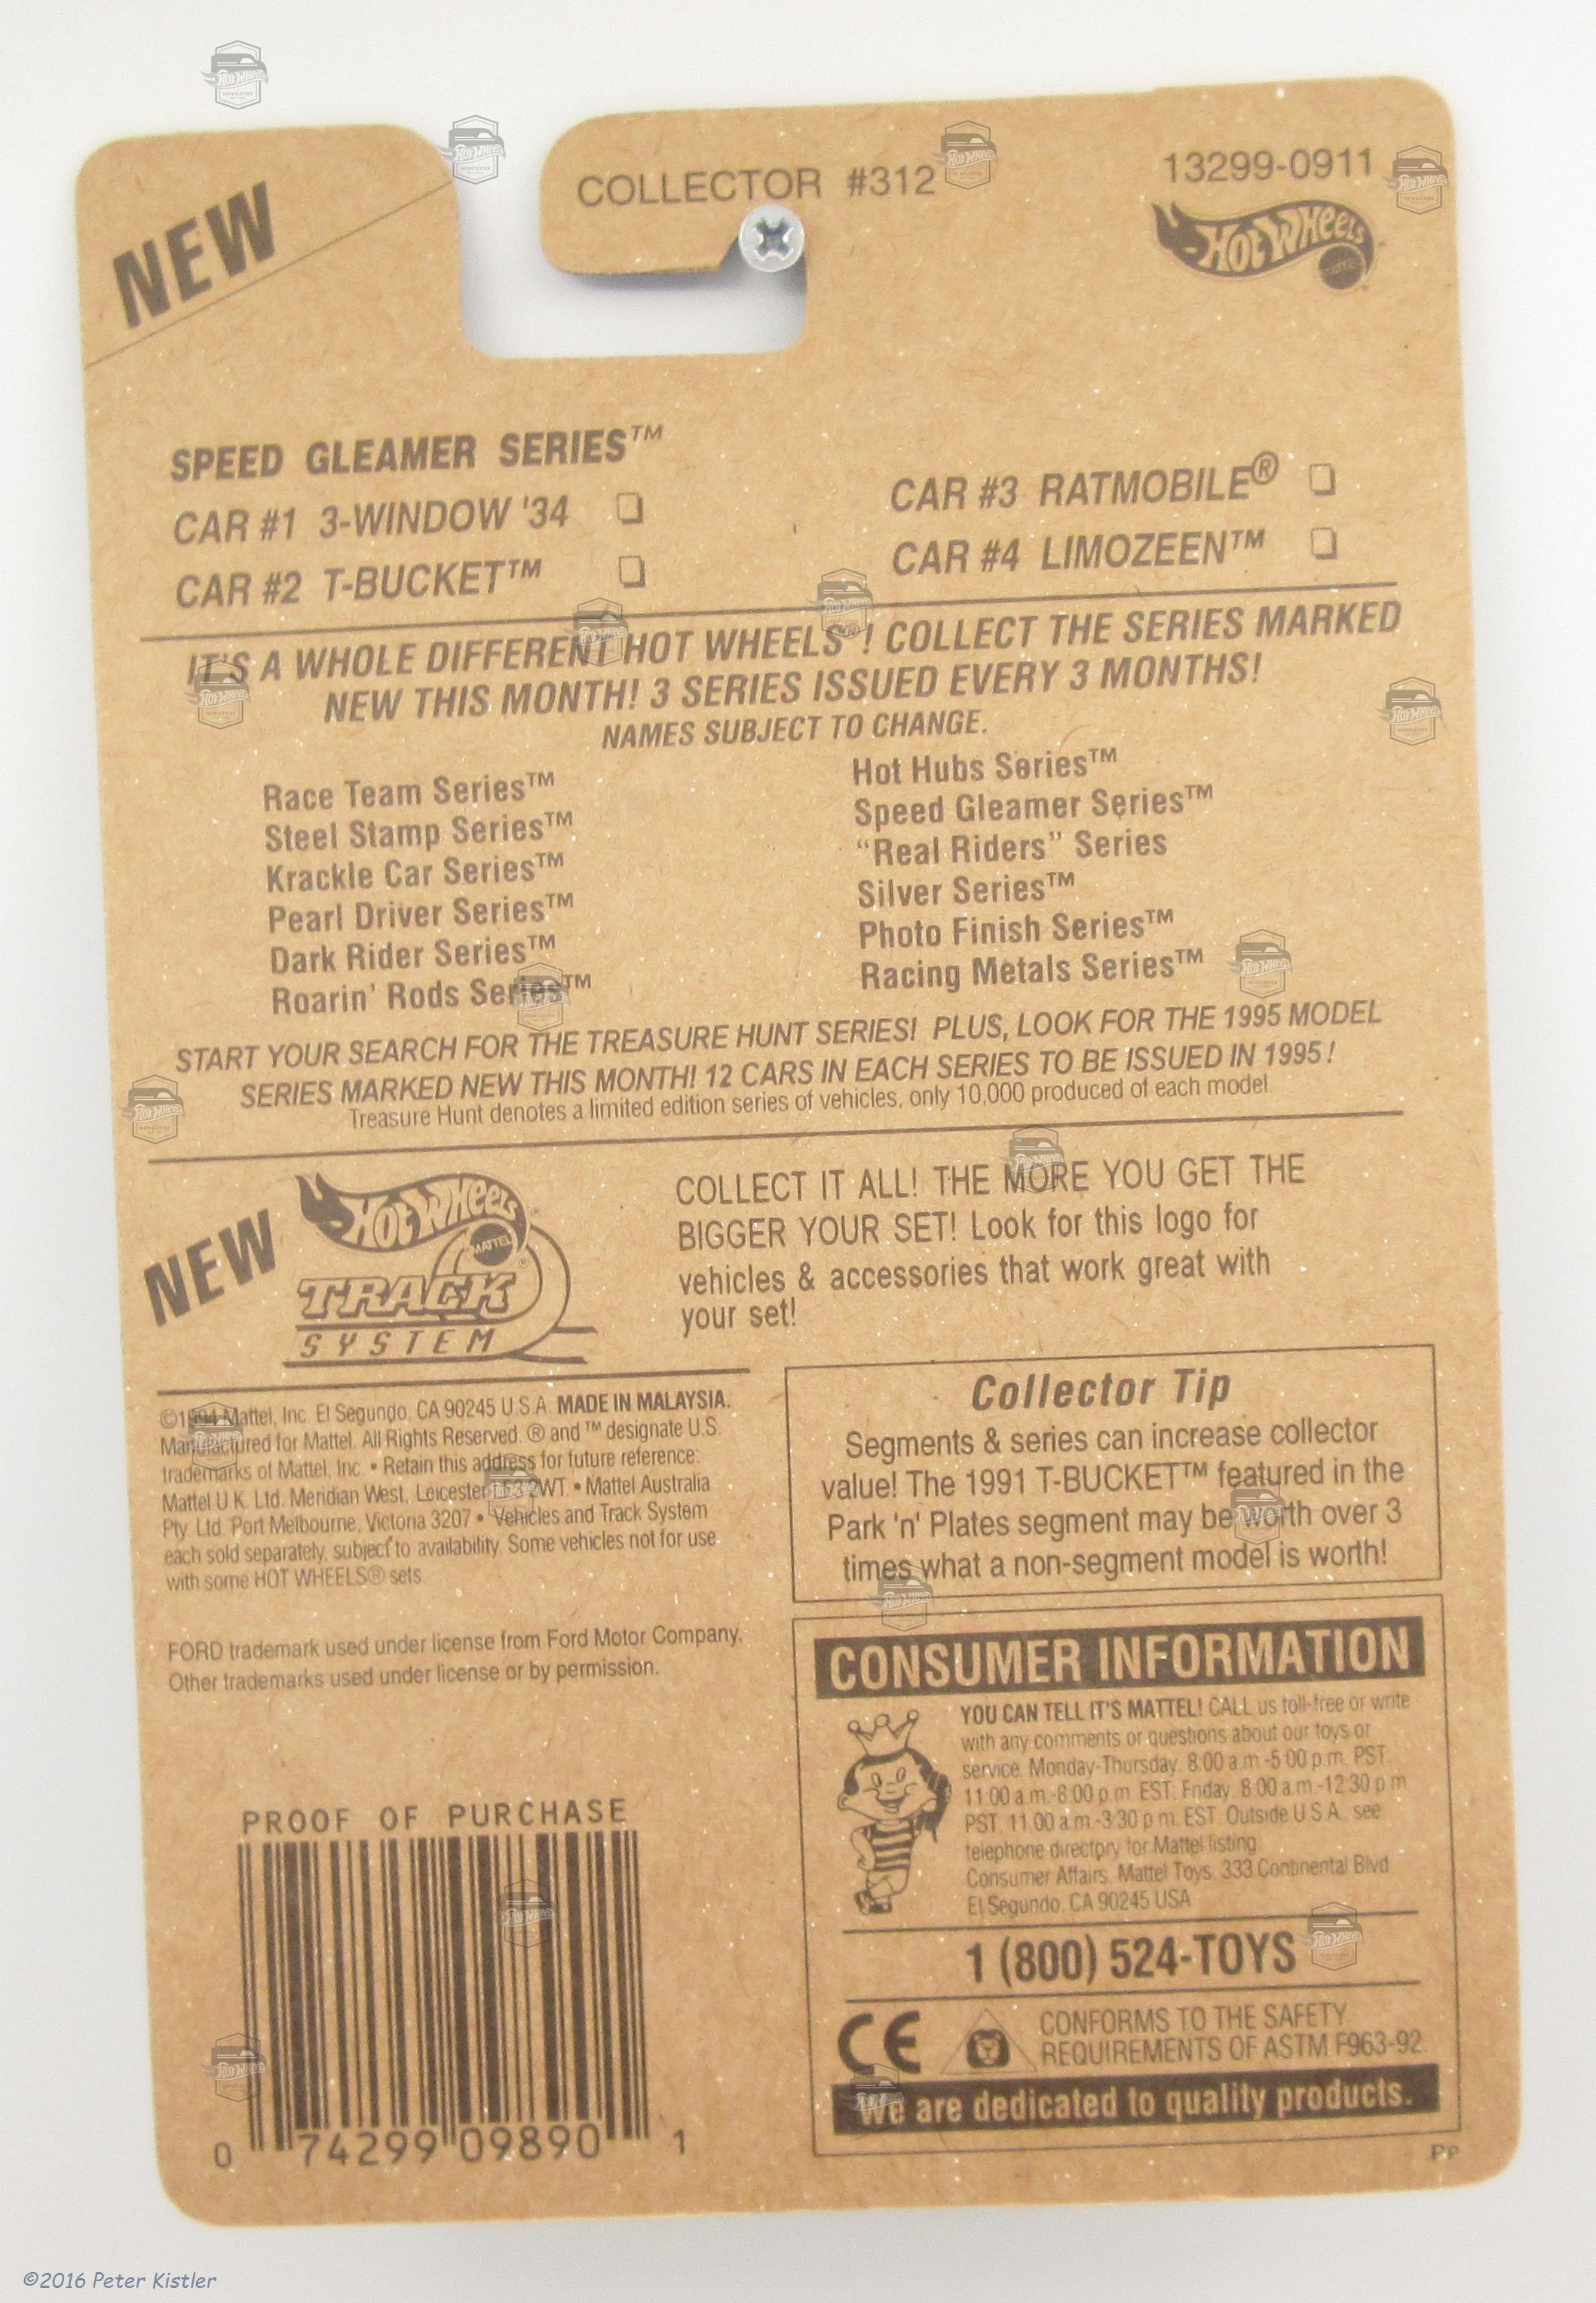 NEW
COLLECTOR #312
13299-0911
HOT WHEELS
SPEED GLEAMER SERIES™
CAR #1 3-WINDOW '34 ❏
CAR #2 T-BUCKET™ ❏
CAR #3 RATMOBILE® ❏
CAR #4 LIMOZEEN™ ❏
IT'S A WHOLE DIFFERENT HOT WHEELS®! COLLECT THE SERIES MARKED
NEW THIS MONTH! 3 SERIES ISSUED EVERY 3 MONTHS!
NAMES SUBJECT TO CHANGE.
Race Team Series™
Steel Stamp Series™
Krackle Car Series™
Pearl Driver Series™
Dark Rider Series™
Roarin' Rods Series™
Hot Hubs Series™
Speed Gleamer Series™
“Real Riders” Series
Silver Series™
Photo Finish Series™
Racing Metals Series™
START YOUR SEARCH FOR THE TREASURE HUNT SERIES! PLUS, LOOK FOR THE 1995 MODEL
SERIES MARKED NEW THIS MONTH! 12 CARS IN EACH SERIES TO BE ISSUED IN 1995!
Treasure Hunt denotes a limited edition series of vehicles, only 10,000 produced of each model.
NEW
HOT WHEELS®
MATTEL®
TRACK
SYSTEM
COLLECT IT ALL! THE MORE YOU GET THE
BIGGER YOUR SET! Look for this logo for
vehicles & accessories that work great with
your set!
©1994 Mattel, Inc. El Segundo, CA 90245 U.S.A. MADE IN MALAYSIA.
Manufactured for Mattel. All Rights Reserved. ® and ™ designate U.S.
trademarks of Mattel, Inc. • Retain this address for future reference:
Mattel U.K. Ltd. Meridian West, Leicester LE3 2WT. • Mattel Australia
Pty. Ltd. Port Melbourne, Victoria 3207 • Vehicles and Track System
each sold separately, subject to availability. Some vehicles not for use
with some HOT WHEELS® sets
FORD trademark used under license from Ford Motor Company.
Other trademarks used under license or by permission.
PROOF OF PURCHASE
0 74299 09890 1
Collector Tip
Segments & series can increase collector
value! The 1991 T-BUCKET™ featured in the
Park 'n' Plates segment may be worth over 3
times what a non-segment model is worth!
CONSUMER INFORMATION
YOU CAN TELL IT'S MATTEL! CALL us toll-free or write
with any comments or questions about our toys or
service. Monday-Thursday, 8:00 a.m.-5:00 p.m. PST,
11:00 a.m.-8:00 p.m. EST; Friday, 8:00 a.m.-12:30 p.m.
PST, 11:00 a.m.-3:30 p.m. EST. Outside U.S.A., see
telephone directory for Mattel listing.
Consumer Affairs, Mattel Toys, 333 Continental Blvd.
El Segundo, CA 90245 USA
1 (800) 524-TOYS
CE
CONFORMS TO THE SAFETY
REQUIREMENTS OF ASTM F963-92.
We are dedicated to quality products.
PP
©2016 Peter Kistler